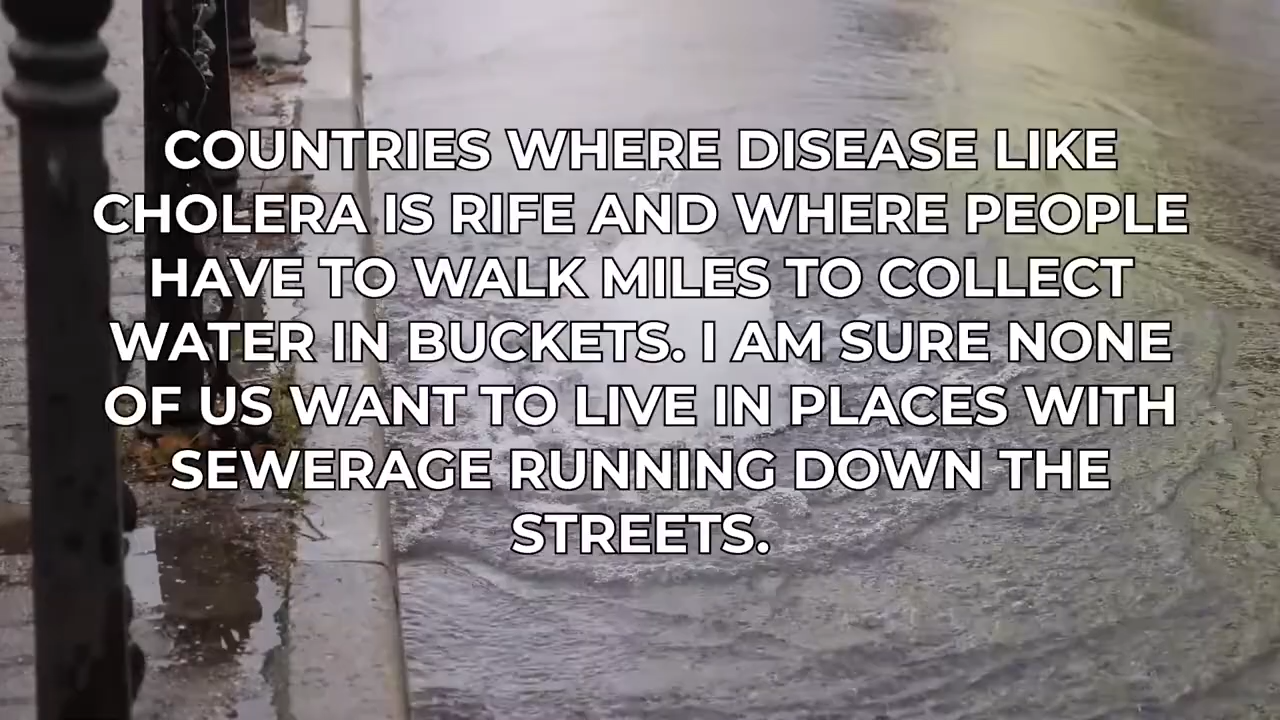 COUNTRIES WHERE DISEASE LIKE
CHOLERA IS RIFE AND WHERE PEOPLE
HAVE TO WALK MILES TO COLLECT
WATER IN BUCKETS. I AM SURE NONE
OF US WANT TO LIVE IN PLACES WITH
SEWERAGE RUNNING DOWN THE
STREETS.